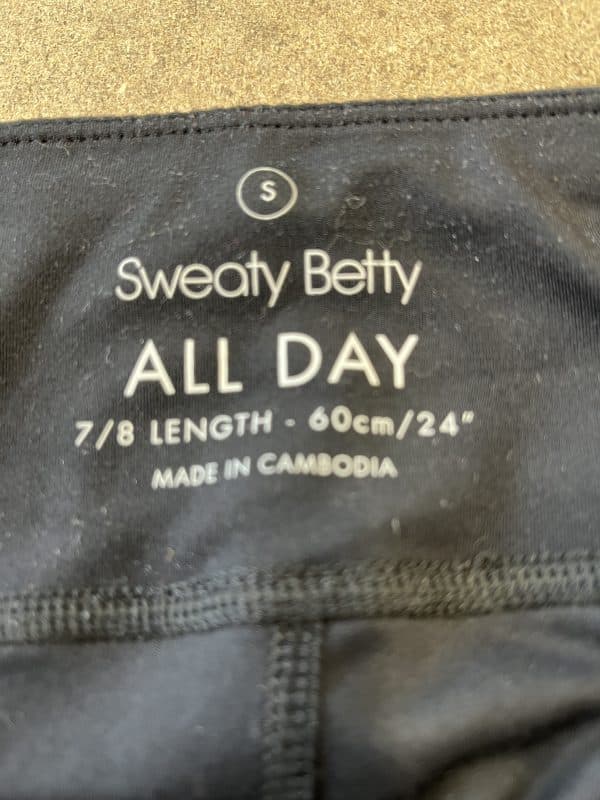 S
Sweaty Betty
ALL DAY
7/8 LENGTH - 60cm/24"
MADE IN CAMBODIA